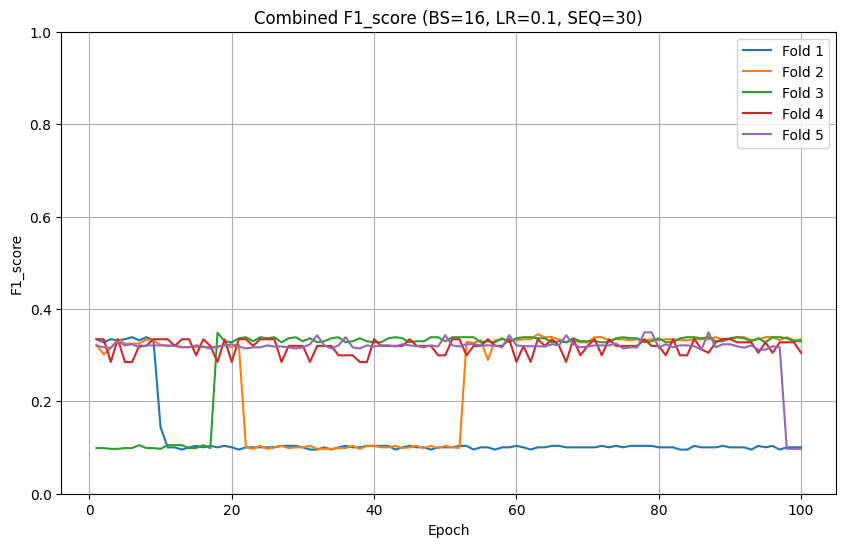 Combined F1_score (BS=16, LR=0.1, SEQ=30)
1.0
0.8
0.6
0.4
0.2
0.0
F1_score
Fold 1
Fold 2
Fold 3
Fold 4
Fold 5
0 20 40 60 80 100
Epoch